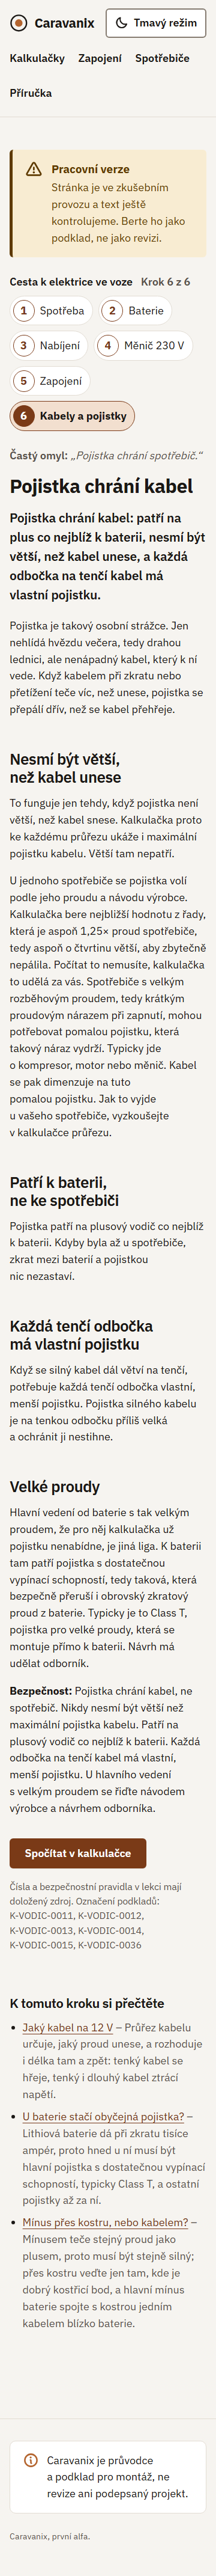 Caravanix
Tmavý režim
Kalkulačky Zapojení Spotřebiče
Příručka
Pracovní verze
Stránka je ve zkušebním
provozu a text ještě
kontrolujeme. Berte ho jako
podklad, ne jako revizi.
Cesta k elektrice ve voze Krok 6 z 6
1 Spotřeba 2 Baterie
3 Nabíjení 4 Měnič 230 V
5 Zapojení
6 Kabely a pojistky
Častý omyl: „Pojistka chrání spotřebič.“
Pojistka chrání kabel
Pojistka chrání kabel: patří na
plus co nejblíž k baterii, nesmí být
větší, než kabel unese, a každá
odbočka na tenčí kabel má
vlastní pojistku.
Pojistka je takový osobní strážce. Jen
nehlídá hvězdu večera, tedy drahou
lednici, ale nenápadný kabel, který k ní
vede. Když kabelem při zkratu nebo
přetížení teče víc, než unese, pojistka se
přepálí dřív, než se kabel přehřeje.
Nesmí být větší,
než kabel unese
To funguje jen tehdy, když pojistka není
větší, než kabel snese. Kalkulačka proto
ke každému průřezu ukáže i maximální
pojistku kabelu. Větší tam nepatří.
U jednoho spotřebiče se pojistka volí
podle jeho proudu a návodu výrobce.
Kalkulačka bere nejbližší hodnotu z řady,
která je aspoň 1,25× proud spotřebiče,
tedy aspoň o čtvrtinu větší, aby zbytečně
nepálila. Počítat to nemusíte, kalkulačka
to udělá za vás. Spotřebiče s velkým
rozběhovým proudem, tedy krátkým
proudovým nárazem při zapnutí, mohou
potřebovat pomalou pojistku, která
takový náraz vydrží. Typicky jde
o kompresor, motor nebo měnič. Kabel
se pak dimenzuje na tuto
pomalou pojistku. Jak to vyjde
u vašeho spotřebiče, vyzkoušejte
v kalkulačce průřezu.
Patří k baterii,
ne ke spotřebiči
Pojistka patří na plusový vodič co nejblíž
k baterii. Kdyby byla až u spotřebiče,
zkrat mezi baterií a pojistkou
nic nezastaví.
Každá tenčí odbočka
má vlastní pojistku
Když se silný kabel dál větví na tenčí,
potřebuje každá tenčí odbočka vlastní,
menší pojistku. Pojistka silného kabelu
je na tenkou odbočku příliš velká
a ochránit ji nestihne.
Velké proudy
Hlavní vedení od baterie s tak velkým
proudem, že pro něj kalkulačka už
pojistku nenabídne, je jiná liga. K baterii
tam patří pojistka s dostatečnou
vypínací schopností, tedy taková, která
bezpečně přeruší i obrovský zkratový
proud z baterie. Typicky je to Class T,
pojistka pro velké proudy, která se
montuje přímo k baterii. Návrh má
udělat odborník.
Bezpečnost: Pojistka chrání kabel, ne
spotřebič. Nikdy nesmí být větší než
maximální pojistka kabelu. Patří na
plusový vodič co nejblíž k baterii. Každá
odbočka na tenčí kabel má vlastní,
menší pojistku. U hlavního vedení
s velkým proudem se řiďte návodem
výrobce a návrhem odborníka.
Spočítat v kalkulačce
Čísla a bezpečnostní pravidla v lekci mají
doložený zdroj. Označení podkladů:
K-VODIC-0011, K-VODIC-0012,
K-VODIC-0013, K-VODIC-0014,
K-VODIC-0015, K-VODIC-0036
K tomuto kroku si přečtěte
Jaký kabel na 12 V – Průřez kabelu
určuje, jaký proud unese, a rozhoduje
i délka tam a zpět: tenký kabel se
hřeje, tenký i dlouhý kabel ztrácí
napětí.
U baterie stačí obyčejná pojistka? –
Lithiová baterie dá při zkratu tisíce
ampér, proto hned u ní musí být
hlavní pojistka s dostatečnou vypínací
schopností, typicky Class T, a ostatní
pojistky až za ní.
Mínus přes kostru, nebo kabelem? –
Mínusem teče stejný proud jako
plusem, proto musí být stejně silný;
přes kostru veďte jen tam, kde je
dobrý kostřicí bod, a hlavní mínus
baterie spojte s kostrou jedním
kabelem blízko baterie.
Caravanix je průvodce
a podklad pro montáž, ne
revize ani podepsaný projekt.
Caravanix, první alfa.